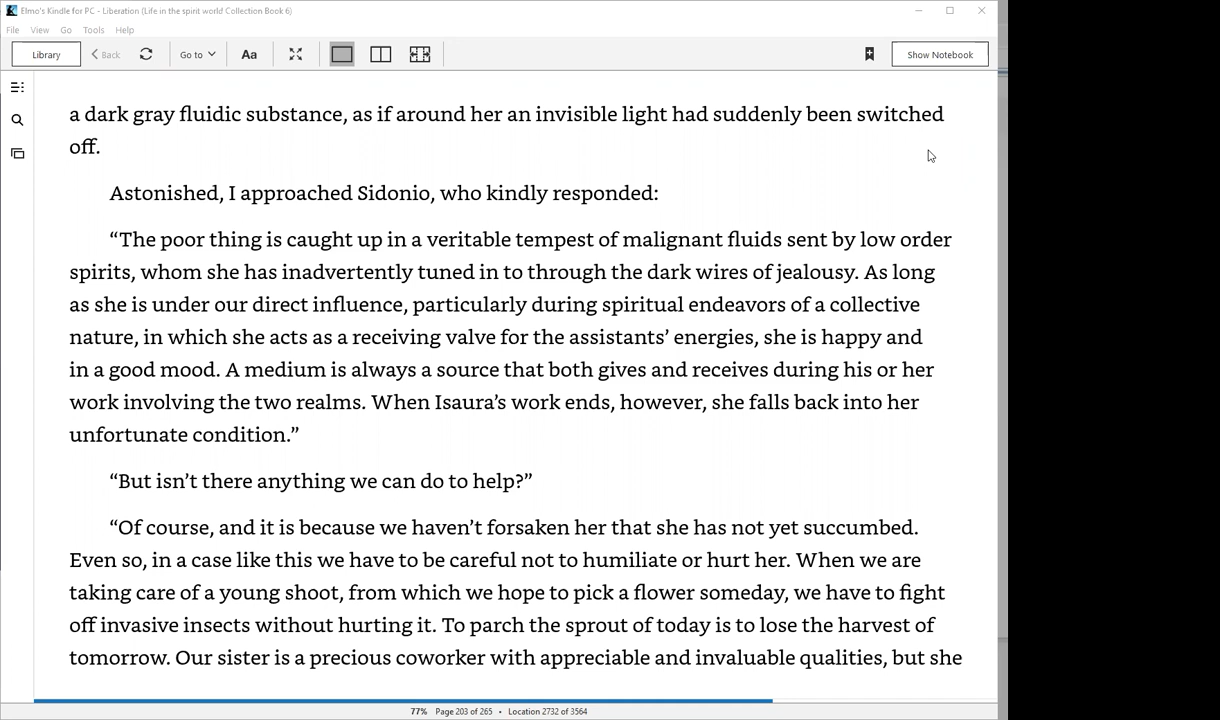 Elmo's Kindle for PC - Liberation (Life in the spirit world Collection Book 6)
File View Go Tools Help
Library Back Go to Aa Show Notebook
a dark gray fluidic substance, as if around her an invisible light had suddenly been switched
off.
Astonished, I approached Sidonio, who kindly responded:
“The poor thing is caught up in a veritable tempest of malignant fluids sent by low order
spirits, whom she has inadvertently tuned in to through the dark wires of jealousy. As long
as she is under our direct influence, particularly during spiritual endeavors of a collective
nature, in which she acts as a receiving valve for the assistants’ energies, she is happy and
in a good mood. A medium is always a source that both gives and receives during his or her
work involving the two realms. When Isaura’s work ends, however, she falls back into her
unfortunate condition.”
“But isn’t there anything we can do to help?”
“Of course, and it is because we haven’t forsaken her that she has not yet succumbed.
Even so, in a case like this we have to be careful not to humiliate or hurt her. When we are
taking care of a young shoot, from which we hope to pick a flower someday, we have to fight
off invasive insects without hurting it. To parch the sprout of today is to lose the harvest of
tomorrow. Our sister is a precious coworker with appreciable and invaluable qualities, but she
77% Page 203 of 265 • Location 2732 of 3564